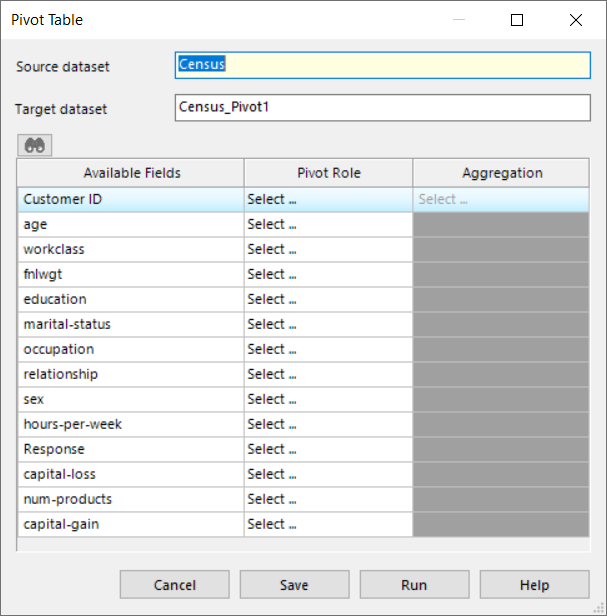 Pivot Table
Source dataset Census
Target dataset Census_Pivot1
Available Fields Pivot Role Aggregation
Customer ID Select ... Select ...
age Select ...
workclass Select ...
fnlwgt Select ...
education Select ...
marital-status Select ...
occupation Select ...
relationship Select ...
sex Select ...
hours-per-week Select ...
Response Select ...
capital-loss Select ...
num-products Select ...
capital-gain Select ...
Cancel Save Run Help